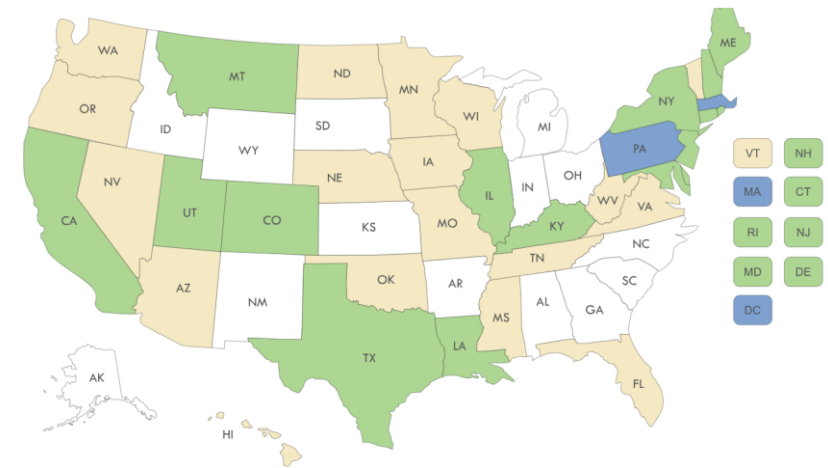 ME
WA
MT
ND
MN
OR
NY
WI
SD
ID
MI
WY
PA
VT
NH
IA
OH
NE
NV
IN
MA
CT
IL
WV
VA
UT
CO
CA
MO
KY
KS
RI
NJ
NC
TN
MD
DE
OK
SC
AZ
AR
NM
AL
GA
DC
MS
LA
TX
AK
FL
HI